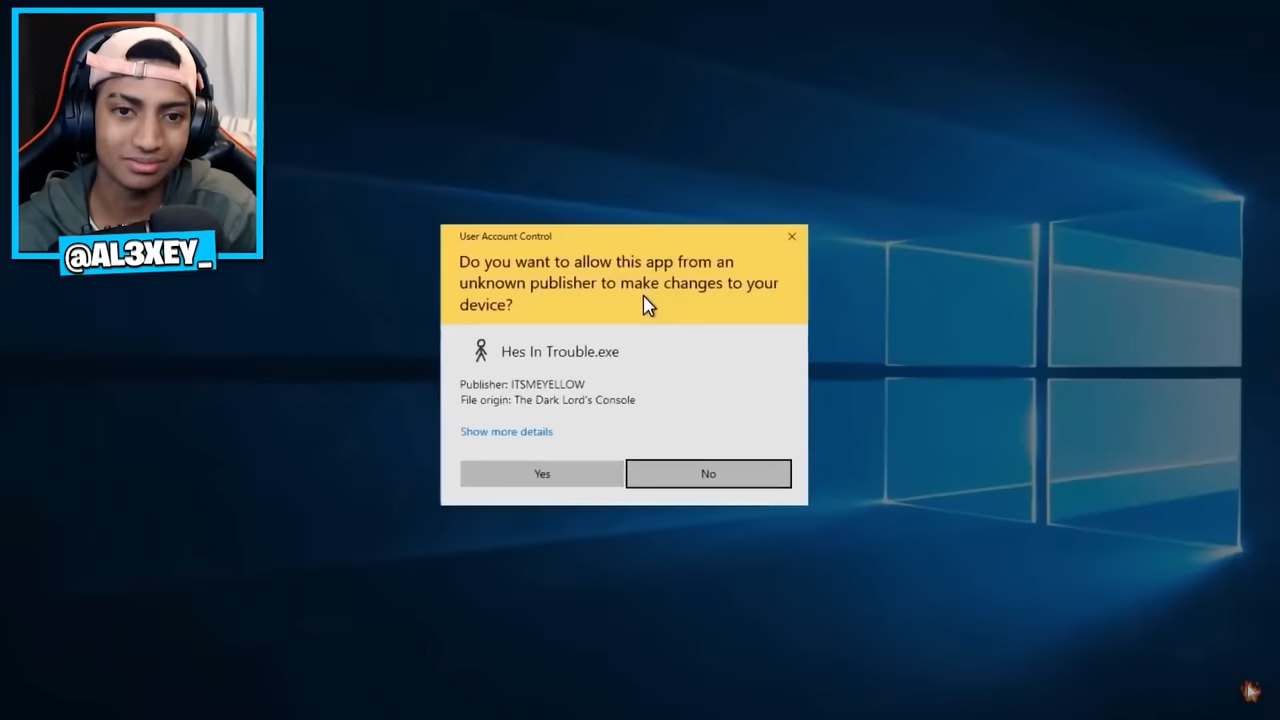 @AL3XEY_
User Account Control
Do you want to allow this app from an
unknown publisher to make changes to your
device?
Hes In Trouble.exe
Publisher: ITSMEYELLOW
File origin: The Dark Lord's Console
Show more details
Yes
No